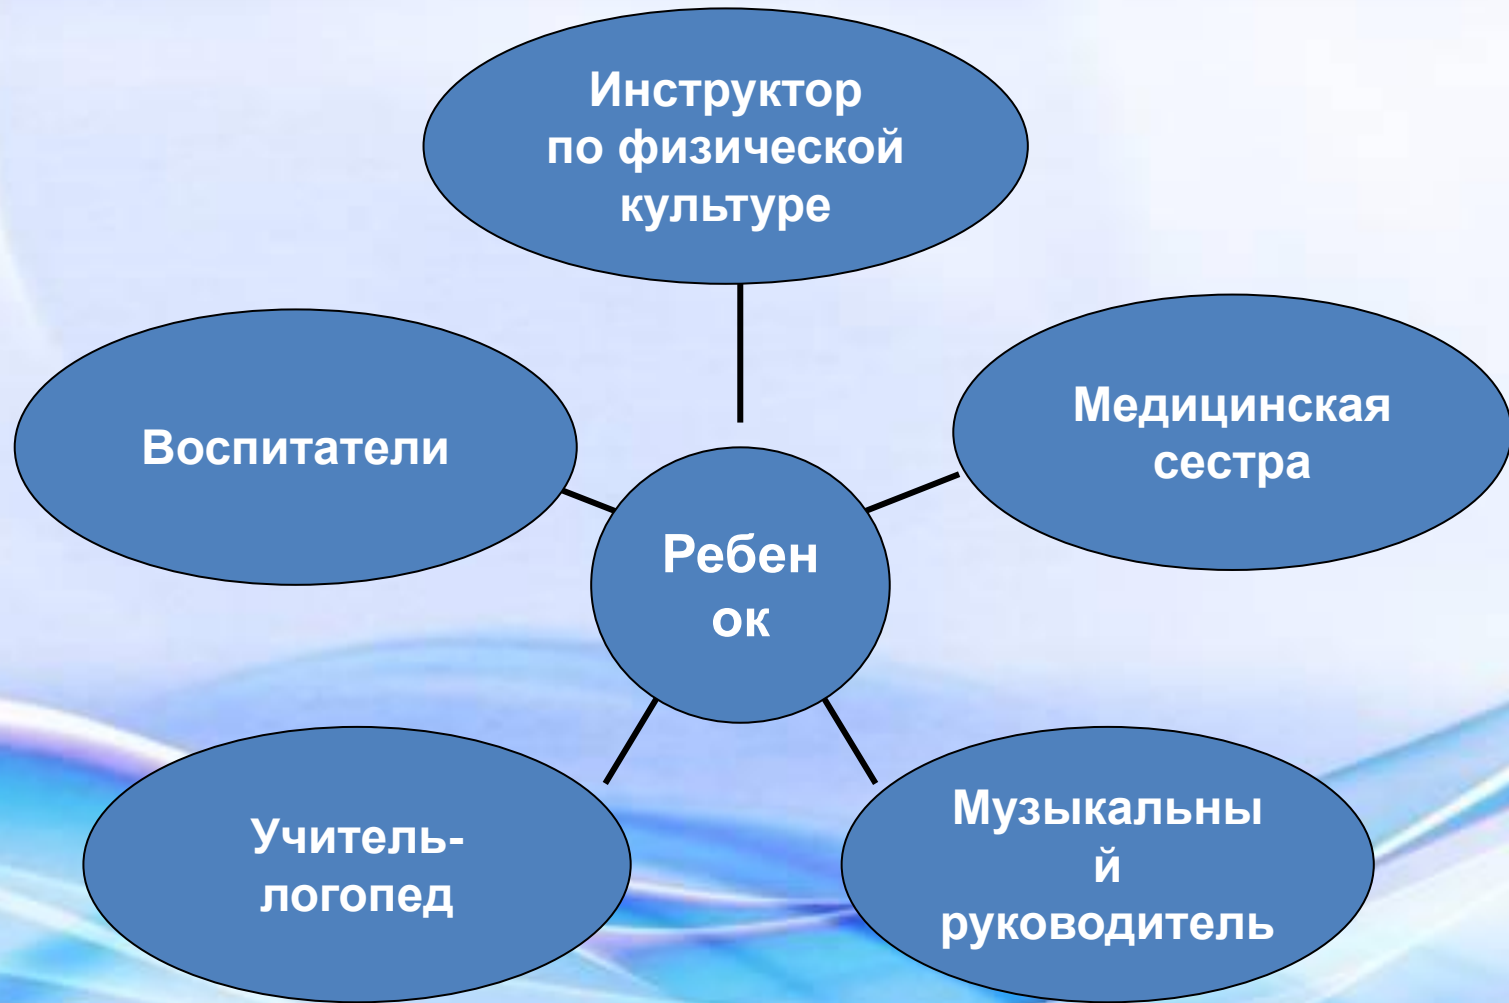 Инструктор
по физической
культуре
Воспитатели
Медицинская
сестра
Ребен
ок
Учитель-
логопед
Музыкальны
й
руководитель